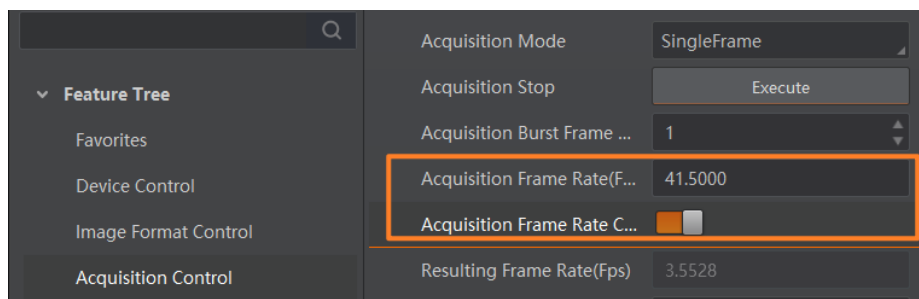 Feature Tree
Favorites
Device Control
Image Format Control
Acquisition Control
Acquisition Mode SingleFrame
Acquisition Stop Execute
Acquisition Burst Frame ... 1
Acquisition Frame Rate(F... 41.5000
Acquisition Frame Rate C...
Resulting Frame Rate(Fps) 3.5528